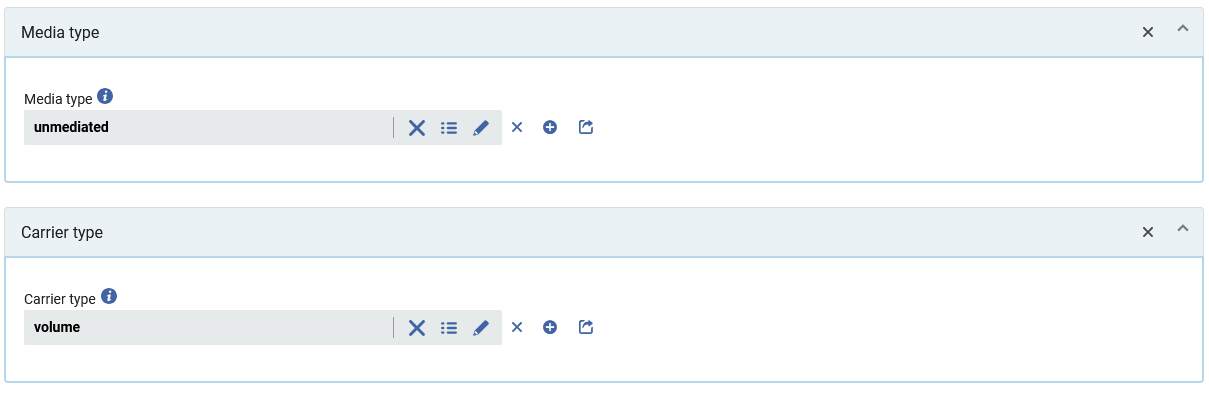 Media type
Media type
unmediated
Carrier type
Carrier type
volume